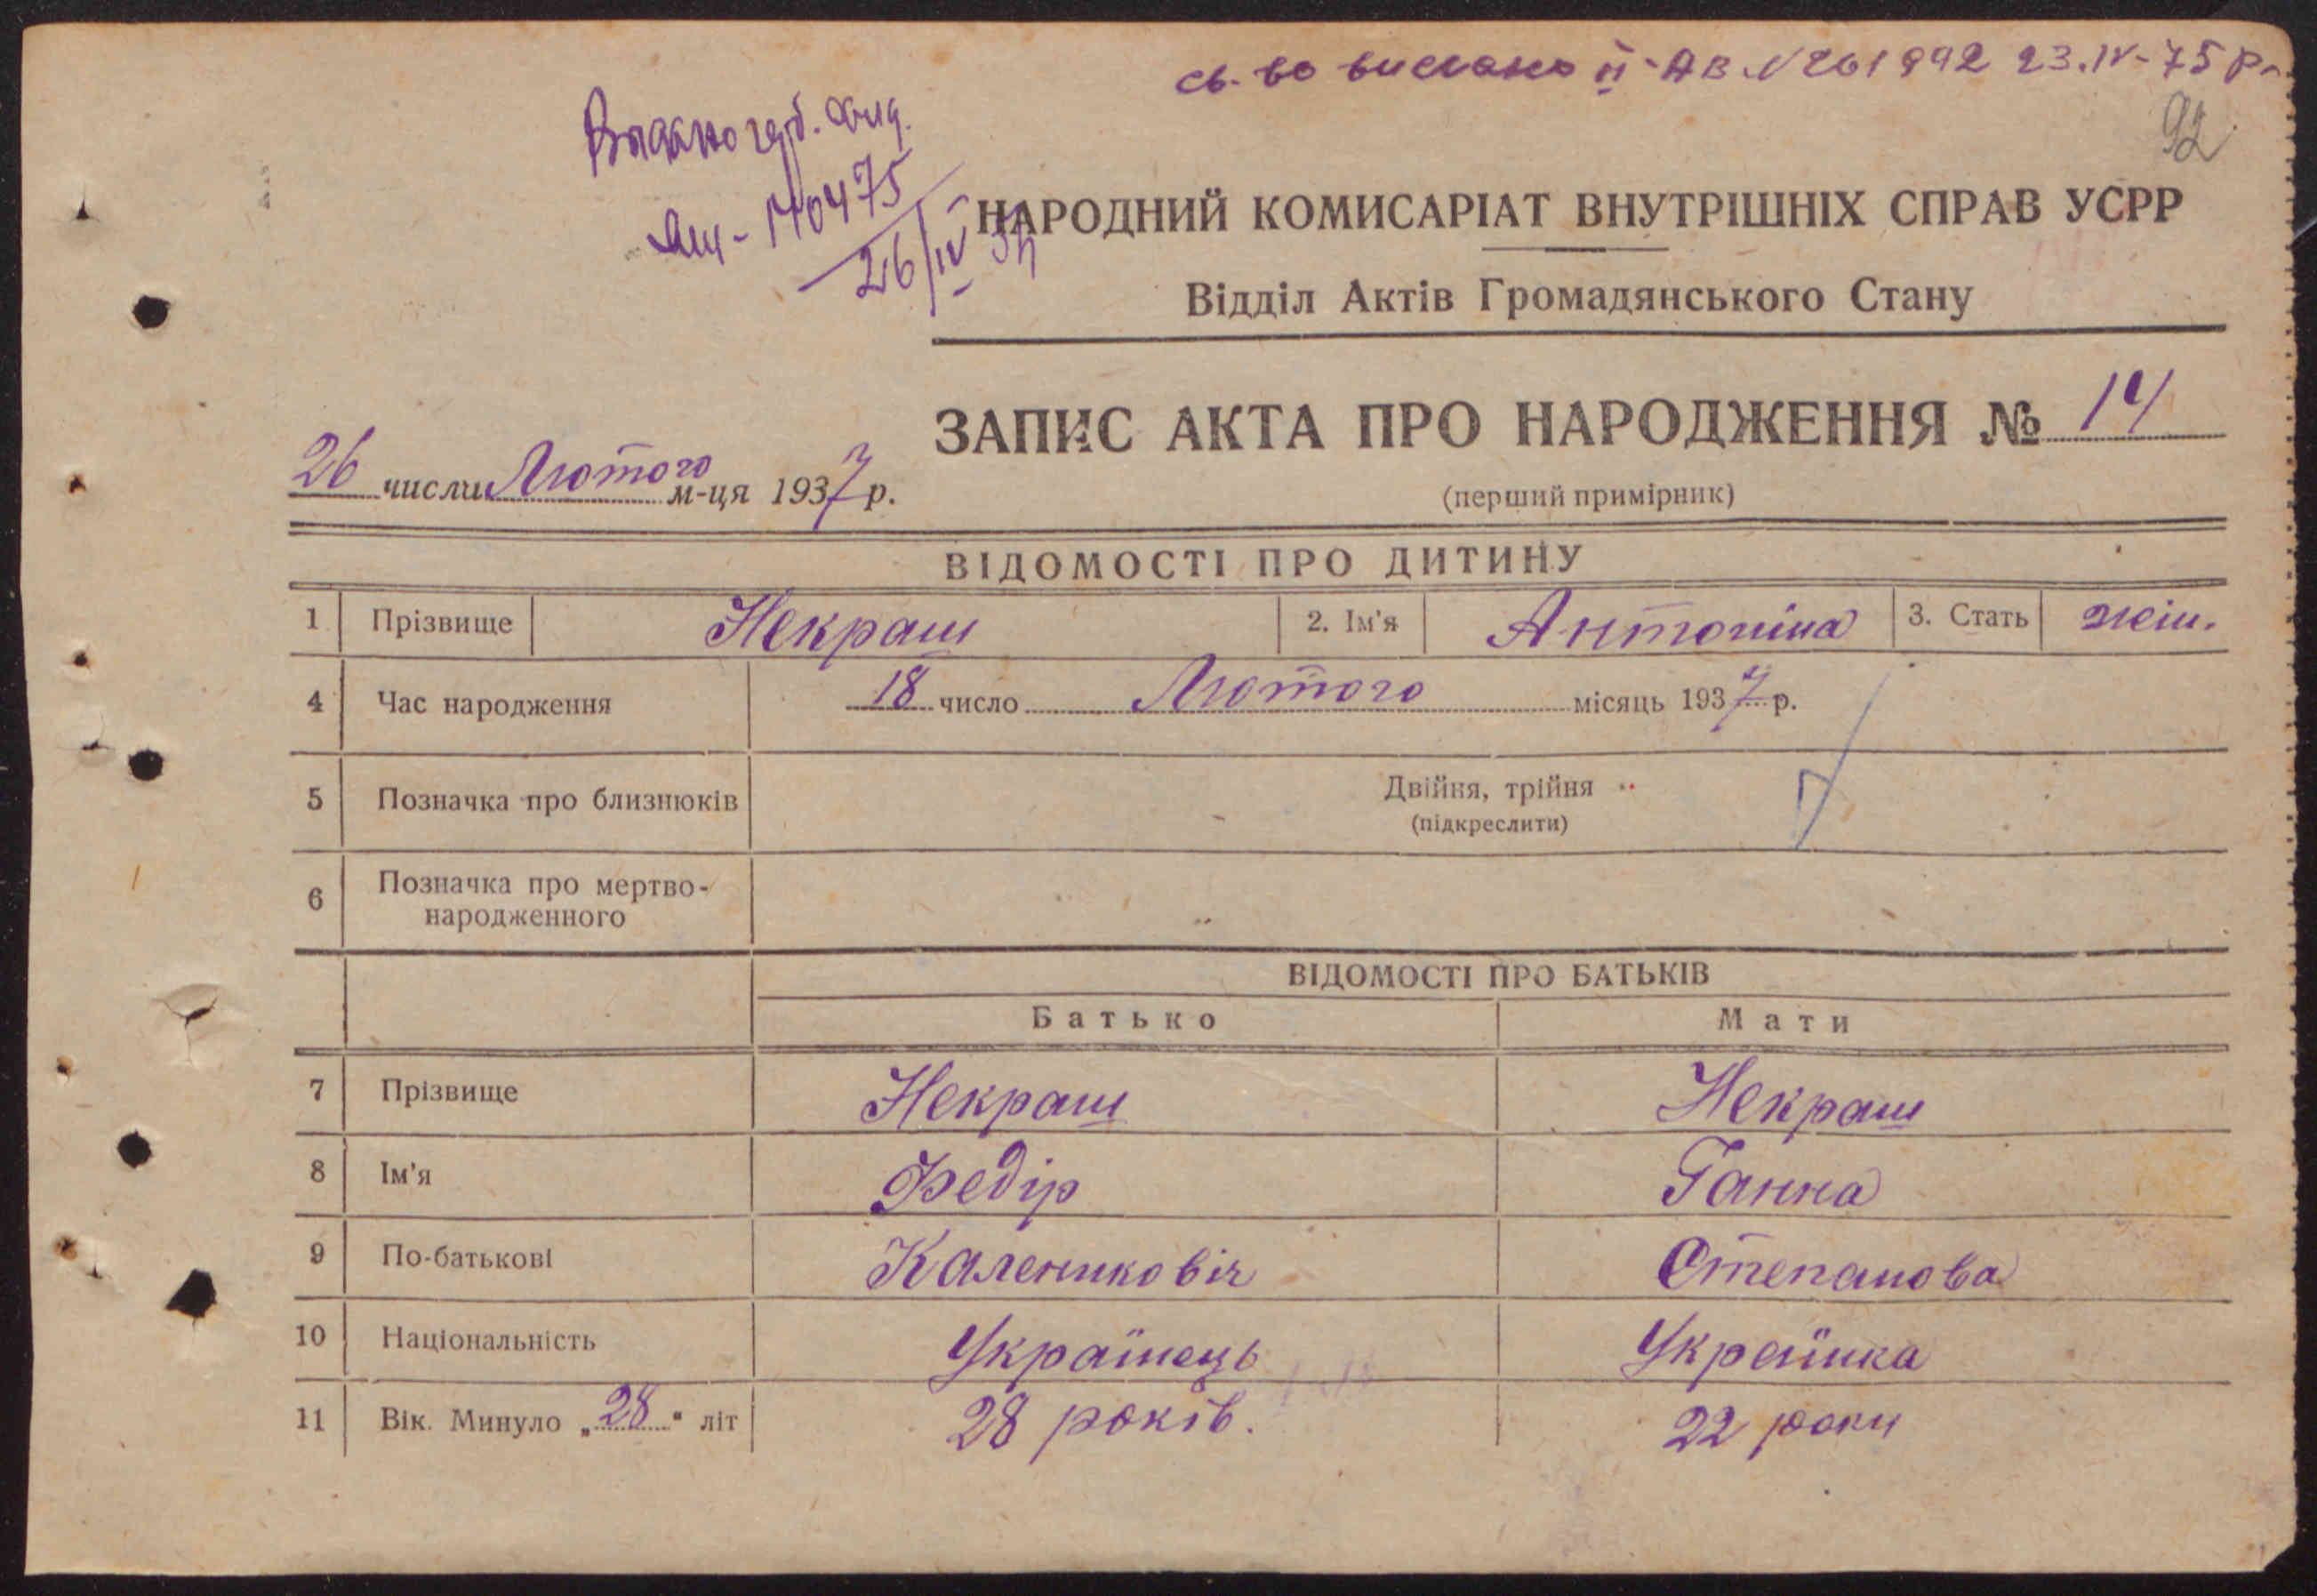 св-во вислано II-АВ №261992 23.IV-75 р.
92
Видано
26/IV
НАРОДНИЙ КОМИСАРІАТ ВНУТРІШНІХ СПРАВ УСРР
Відділ Актів Громадянського Стану
ЗАПИС АКТА ПРО НАРОДЖЕННЯ № 14
26 числа Лютого м-ця 1937 р.
(перший примірник)
ВІДОМОСТІ ПРО ДИТИНУ
1 Прізвище Некраш 2. Ім'я Антоніна 3. Стать жін.
4 Час народження 18 число Лютого місяць 1937 р.
5 Позначка про близнюків Двійня, трійня
(підкреслити)
6 Позначка про мертво-
народженного
ВІДОМОСТІ ПРО БАТЬКІВ
Батько Мати
7 Прізвище Некраш Некраш
8 Ім'я Федір Ганна
9 По-батькові Каленикович Степанова
10 Національність Українець Українка
11 Вік. Минуло „28" літ 28 років. 22 роки